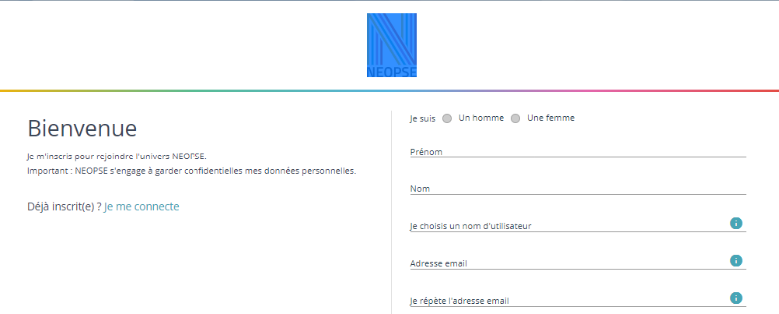 NEOPSE
Bienvenue
Je m'inscris pour rejoindre l'univers NEOPSE.
Important : NEOPSE s'engage à garder confidentielles mes données personnelles.
Déjà inscrit(e) ? Je me connecte
Je suis Un homme Une femme
Prénom
Nom
Je choisis un nom d'utilisateur
Adresse email
Je répète l'adresse email